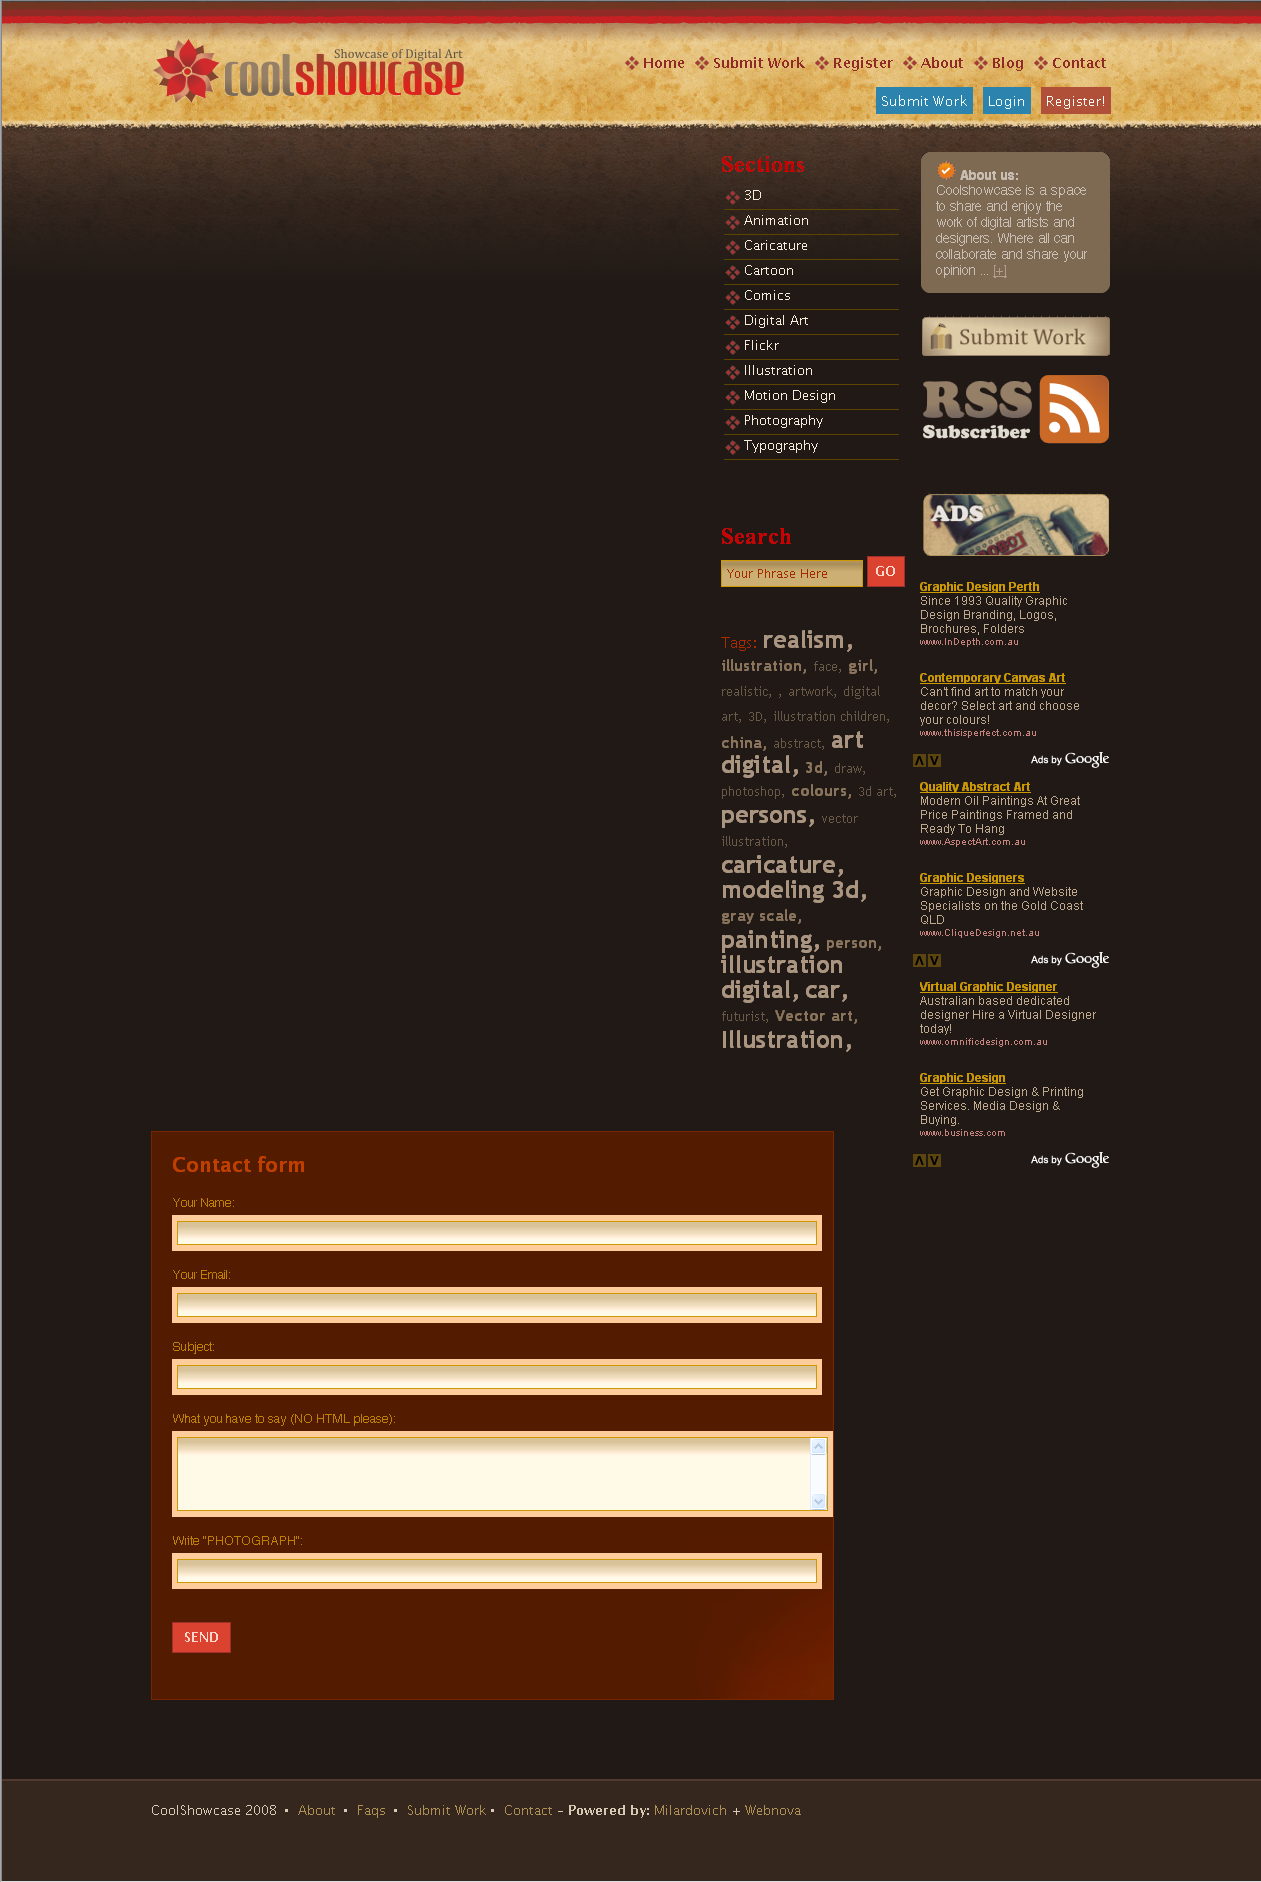 Showcase of Digital Art
coolshowcase
Home Submit Work Register About Blog Contact
Submit Work Login Register!
Sections
3D
Animation
Caricature
Cartoon
Comics
Digital Art
Flickr
Illustration
Motion Design
Photography
Typography
Search
Your Phrase Here GO
Tags: realism,
illustration, face, girl,
realistic, , artwork, digital
art, 3D, illustration children,
china, abstract, art
digital, 3d, draw,
photoshop, colours, 3d art,
persons, vector
illustration,
caricature,
modeling 3d,
gray scale,
painting, person,
illustration
digital, car,
futurist, Vector art,
Illustration,
About us:
Coolshowcase is a space
to share and enjoy the
work of digital artists and
designers. Where all can
collaborate and share your
opinion ... [+]
Submit Work
RSS
Subscriber
ADS
ROBOT
Graphic Design Perth
Since 1993 Quality Graphic
Design Branding, Logos,
Brochures, Folders
www.InDepth.com.au
Contemporary Canvas Art
Can't find art to match your
decor? Select art and choose
your colours!
www.thisisperfect.com.au
Ads by Google
Quality Abstract Art
Modern Oil Paintings At Great
Price Paintings Framed and
Ready To Hang
www.AspectArt.com.au
Graphic Designers
Graphic Design and Website
Specialists on the Gold Coast
QLD
www.CliqueDesign.net.au
Ads by Google
Virtual Graphic Designer
Australian based dedicated
designer Hire a Virtual Designer
today!
www.omnificdesign.com.au
Graphic Design
Get Graphic Design & Printing
Services. Media Design &
Buying.
www.business.com
Ads by Google
Contact form
Your Name:
Your Email:
Subject:
What you have to say (NO HTML please):
Write "PHOTOGRAPH":
SEND
CoolShowcase 2008 • About • Faqs • Submit Work • Contact - Powered by: Milardovich + Webnova